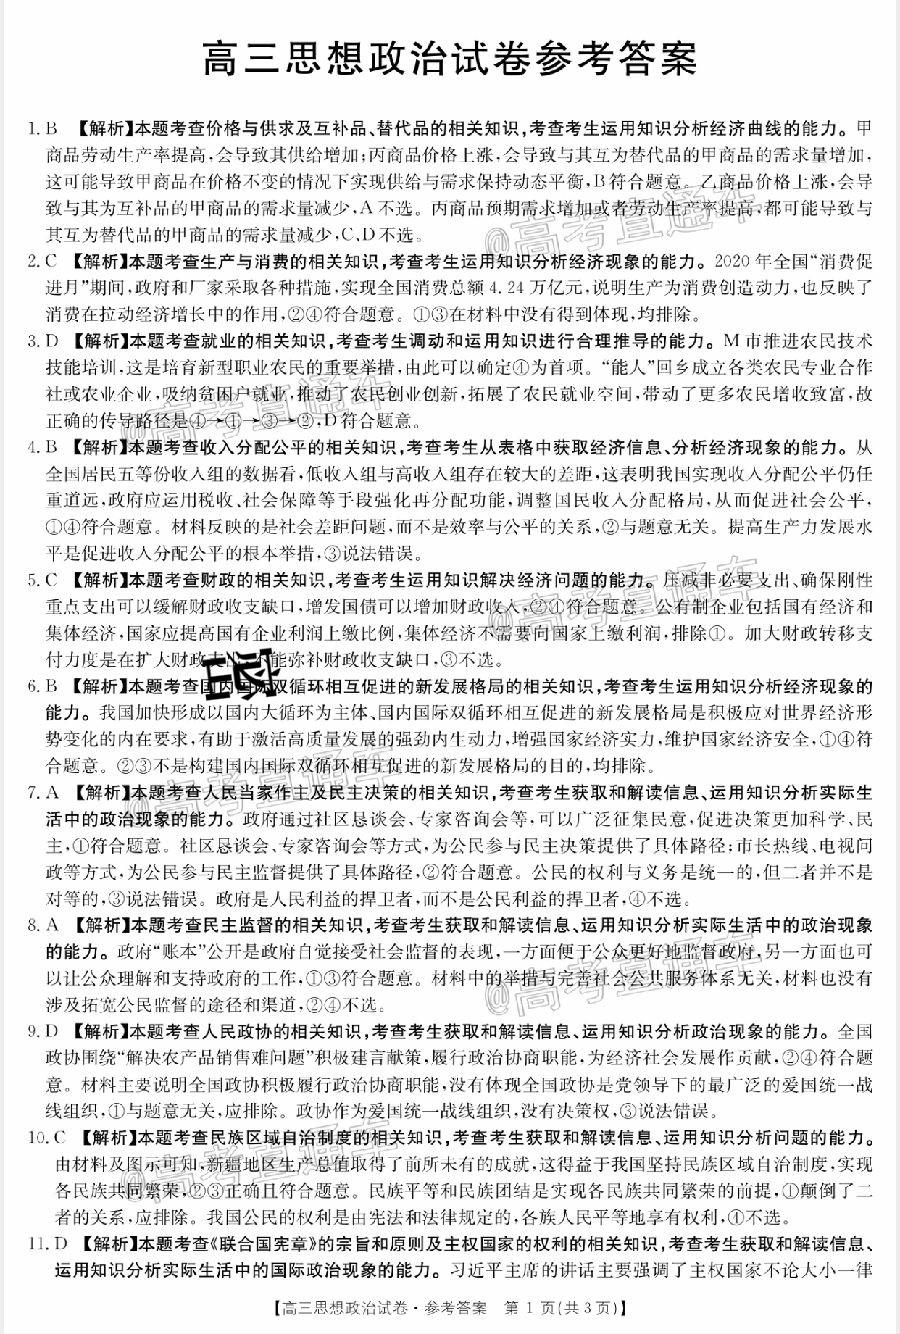 高三思想政治试卷参考答案
1. B 【解析】本题考查价格与供求及互补品、替代品的相关知识,考查考生运用知识分析经济曲线的能力。甲
商品劳动生产率提高,会导致其供给增加;丙商品价格上涨,会导致与其互为替代品的甲商品的需求量增加,
这可能导致甲商品在价格不变的情况下实现供给与需求保持动态平衡,B符合题意。乙商品价格上涨,会导
致与其为互补品的甲商品的需求量减少,A不选。丙商品预期需求增加或者劳动生产率提高,都可能导致与
其互为替代品的甲商品的需求量减少,C、D不选。
2. C 【解析】本题考查生产与消费的相关知识,考查考生运用知识分析经济现象的能力。2020年全国“消费促
进月”期间,政府和厂家采取各种措施,实现全国消费总额4.24万亿元,说明生产为消费创造动力,也反映了
消费在拉动经济增长中的作用,②④符合题意。①③在材料中没有得到体现,均排除。
3. D 【解析】本题考查就业的相关知识,考查考生调动和运用知识进行合理推导的能力。M市推进农民技术
技能培训,这是培育新型职业农民的重要举措,由此可以确定④为首项。“能人”回乡成立各类农民专业合作
社或农业企业,吸纳贫困户就业,推动了农民创业创新,拓展了农民就业空间,带动了更多农民增收致富,故
正确的传导路径是④→①→③→②,D符合题意。
4. B 【解析】本题考查收入分配公平的相关知识,考查考生从表格中获取经济信息、分析经济现象的能力。从
全国居民五等份收入组的数据看,低收入组与高收入组存在较大的差距,这表明我国实现收入分配公平仍任
重道远,政府应运用税收、社会保障等手段强化再分配功能,调整国民收入分配格局,从而促进社会公平,
①④符合题意。材料反映的是社会差距问题,而不是效率与公平的关系,②与题意无关。提高生产力发展水
平是促进收入分配公平的根本举措,③说法错误。
5. C 【解析】本题考查财政的相关知识,考查考生运用知识解决经济问题的能力。压减非必要支出、确保刚性
重点支出可以缓解财政收支缺口,增发国债可以增加财政收入,②④符合题意。公有制企业包括国有经济和
集体经济,国家应提高国有企业利润上缴比例,集体经济不需要向国家上缴利润,排除①。加大财政转移支
付力度是在扩大财政支出,不能弥补财政收支缺口,③不选。
6. B 【解析】本题考查国内国际双循环相互促进的新发展格局的相关知识,考查考生运用知识分析经济现象的
能力。我国加快形成以国内大循环为主体、国内国际双循环相互促进的新发展格局是积极应对世界经济形
势变化的内在要求,有助于激活高质量发展的强劲内生动力,增强国家经济实力,维护国家经济安全,①④符
合题意。②③不是构建国内国际双循环相互促进的新发展格局的目的,均排除。
7. A 【解析】本题考查人民当家作主及民主决策的相关知识,考查考生获取和解读信息、运用知识分析实际生
活中的政治现象的能力。政府通过社区恳谈会、专家咨询会等,可以广泛征集民意,促进决策更加科学、民
主,①符合题意。社区恳谈会、专家咨询会等方式,为公民参与民主决策提供了具体路径;市长热线、电视问
政等方式,为公民参与民主监督提供了具体路径,②符合题意。公民的权利与义务是统一的,但二者并不是
对等的,③说法错误。政府是人民利益的捍卫者,而不是公民利益的捍卫者,④不选。
8. A 【解析】本题考查民主监督的相关知识,考查考生获取和解读信息、运用知识分析实际生活中的政治现象
的能力。政府“账本”公开是政府自觉接受社会监督的表现,一方面便于公众更好地监督政府,另一方面也可
以让公众理解和支持政府的工作,①③符合题意。材料中的举措与完善社会公共服务体系无关,材料也没有
涉及拓宽公民监督的途径和渠道,②④不选。
9. D 【解析】本题考查人民政协的相关知识,考查考生获取和解读信息、运用知识分析政治现象的能力。全国
政协围绕“解决农产品销售难问题”积极建言献策,履行政治协商职能,为经济社会发展作贡献,②④符合题
意。材料主要说明全国政协积极履行政治协商职能,没有体现全国政协是党领导下的最广泛的爱国统一战
线组织,①与题意无关,应排除。政协作为爱国统一战线组织,没有决策权,③说法错误。
10. C 【解析】本题考查民族区域自治制度的相关知识,考查考生获取和解读信息、运用知识分析问题的能力。
由材料及图示可知,新疆地区生产总值取得了前所未有的成就,这得益于我国坚持民族区域自治制度,实现
各民族共同繁荣,②③正确且符合题意。民族平等和民族团结是实现各民族共同繁荣的前提,①颠倒了二
者的关系,应排除。我国公民的权利是由宪法和法律规定的,各族人民平等地享有权利,④不选。
11. D 【解析】本题考查《联合国宪章》的宗旨和原则及主权国家的权利的相关知识,考查考生获取和解读信息、
运用知识分析实际生活中的国际政治现象的能力。习近平主席的讲话主要强调了主权国家不论大小一律
【高三思想政治试卷·参考答案 第1页(共3页)】
@高考直通车
@高考直通车
@高考直通车
@高考直通车
@高考直通车
@高考直通车